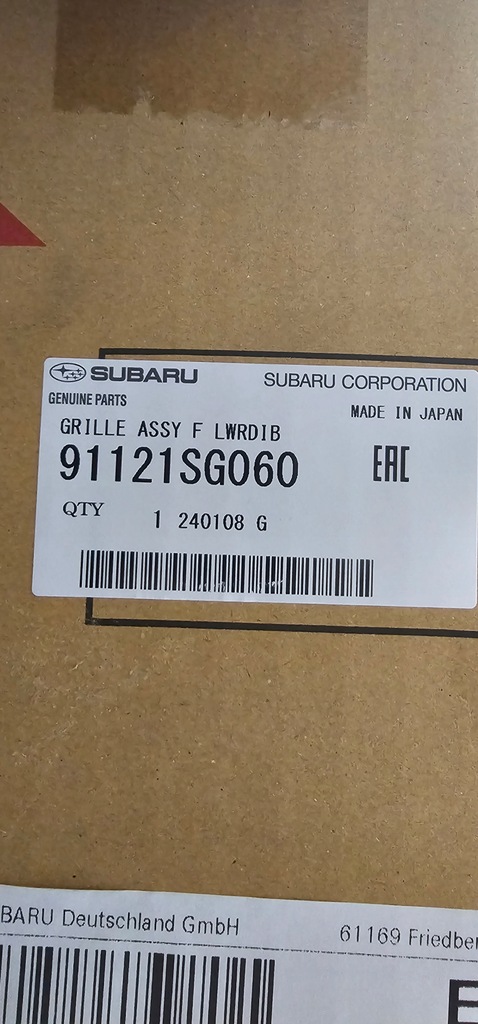 SUBARU
SUBARU CORPORATION
GENUINE PARTS
MADE IN JAPAN
GRILLE ASSY F LWRDIB
91121SG060
EAC
QTY
1 240108 G
BARU Deutschland GmbH
61169 Friedbe
E